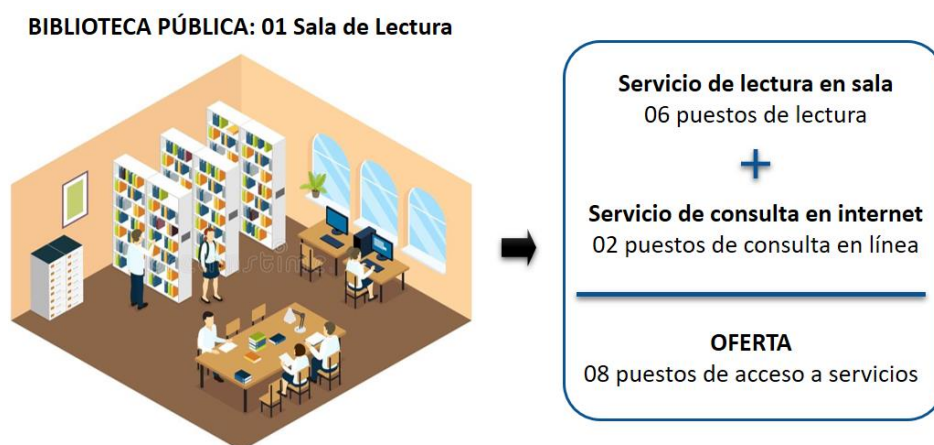 BIBLIOTECA PÚBLICA: 01 Sala de Lectura
Servicio de lectura en sala
06 puestos de lectura
+
Servicio de consulta en internet
02 puestos de consulta en línea
OFERTA
08 puestos de acceso a servicios